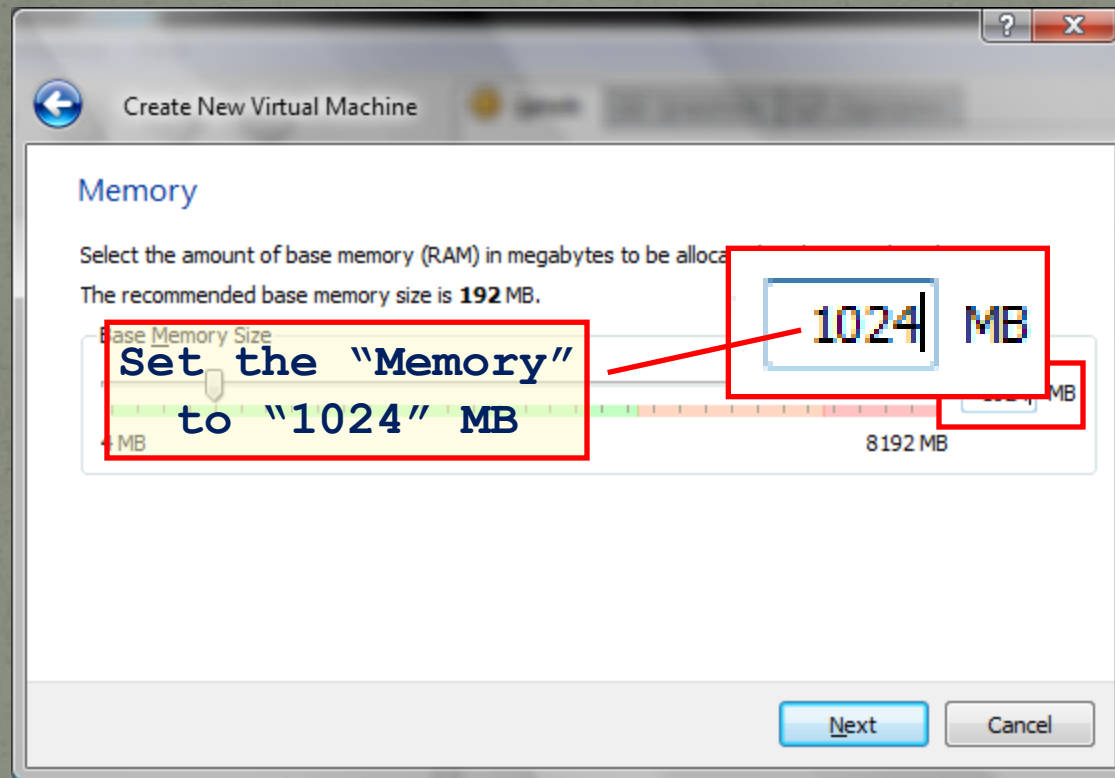 ?
X
Create New Virtual Machine
Memory
Select the amount of base memory (RAM) in megabytes to be
The recommended base memory size is 192 MB.
1024 MB
Base Memory Size
Set the “Memory”
to “1024” MB
MB
4 MB
8192 MB
Next
Cancel